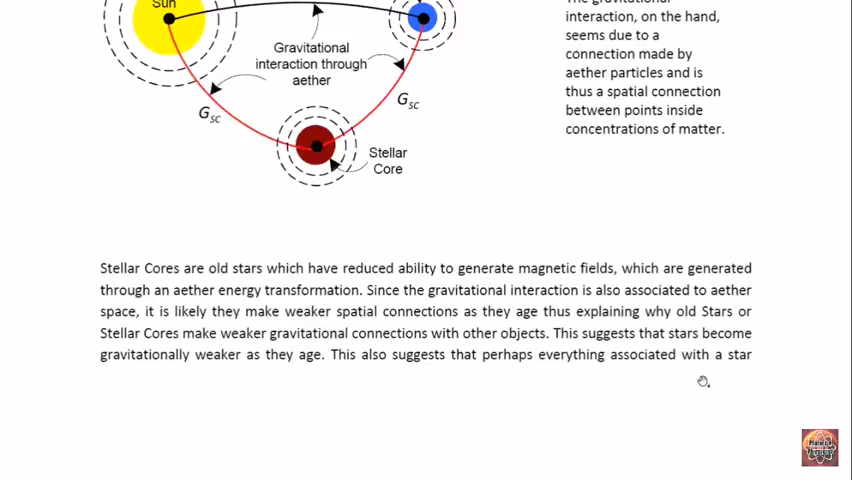 Sun
The gravitational
interaction, on the hand,
seems due to a
connection made by
aether particles and is
thus a spatial connection
between points inside
concentrations of matter.
Gravitational
interaction through
aether
GSC
GSC
Stellar
Core
Stellar Cores are old stars which have reduced ability to generate magnetic fields, which are generated
through an aether energy transformation. Since the gravitational interaction is also associated to aether
space, it is likely they make weaker spatial connections as they age thus explaining why old Stars or
Stellar Cores make weaker gravitational connections with other objects. This suggests that stars become
gravitationally weaker as they age. This also suggests that perhaps everything associated with a star